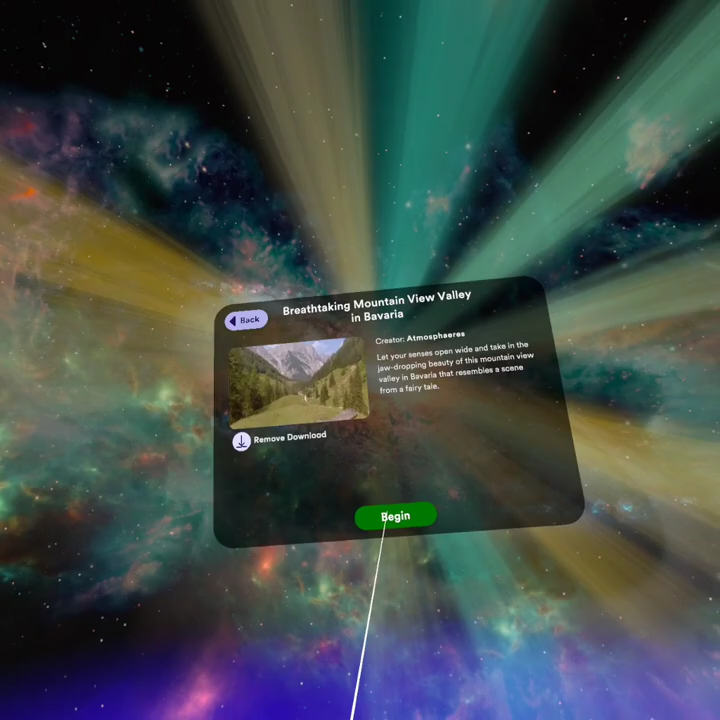 Back
Breathtaking Mountain View Valley
in Bavaria
Creator: Atmosphaeres
Let your senses open wide and take in the
jaw-dropping beauty of this mountain view
valley in Bavaria that resembles a scene
from a fairy tale.
Remove Download
Begin